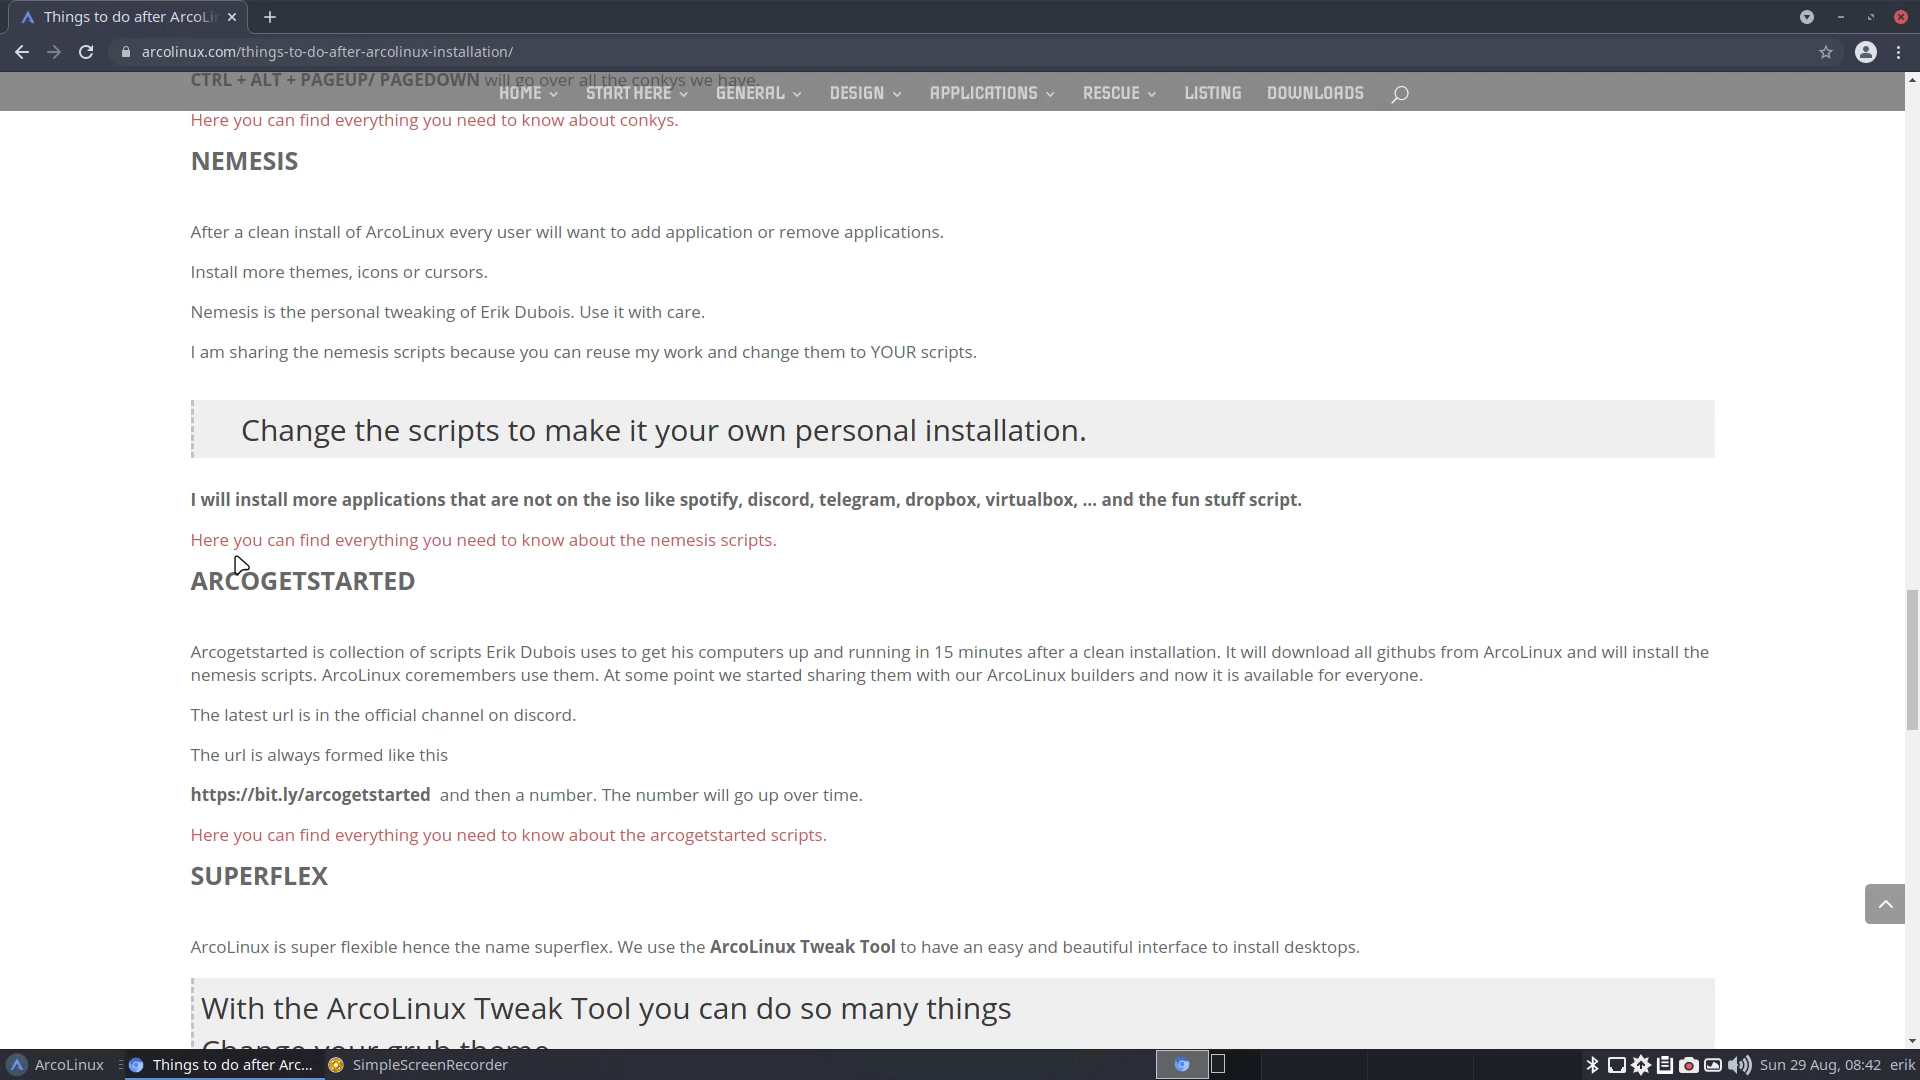 Things to do after ArcoLi
arcolinux.com/things-to-do-after-arcolinux-installation/
CTRL + ALT + PAGEUP/ PAGEDOWN will go over all the conkys we have.
HOME START HERE GENERAL DESIGN APPLICATIONS RESCUE LISTING DOWNLOADS
Here you can find everything you need to know about conkys.
NEMESIS
After a clean install of ArcoLinux every user will want to add application or remove applications.
Install more themes, icons or cursors.
Nemesis is the personal tweaking of Erik Dubois. Use it with care.
I am sharing the nemesis scripts because you can reuse my work and change them to YOUR scripts.
Change the scripts to make it your own personal installation.
I will install more applications that are not on the iso like spotify, discord, telegram, dropbox, virtualbox, ... and the fun stuff script.
Here you can find everything you need to know about the nemesis scripts.
ARCOGETSTARTED
Arcogetstarted is collection of scripts Erik Dubois uses to get his computers up and running in 15 minutes after a clean installation. It will download all githubs from ArcoLinux and will install the
nemesis scripts. ArcoLinux coremembers use them. At some point we started sharing them with our ArcoLinux builders and now it is available for everyone.
The latest url is in the official channel on discord.
The url is always formed like this
https://bit.ly/arcogetstarted and then a number. The number will go up over time.
Here you can find everything you need to know about the arcogetstarted scripts.
SUPERFLEX
ArcoLinux is super flexible hence the name superflex. We use the ArcoLinux Tweak Tool to have an easy and beautiful interface to install desktops.
With the ArcoLinux Tweak Tool you can do so many things
Change your grub theme
ArcoLinux Things to do after Arc... SimpleScreenRecorder Sun 29 Aug, 08:42 erik